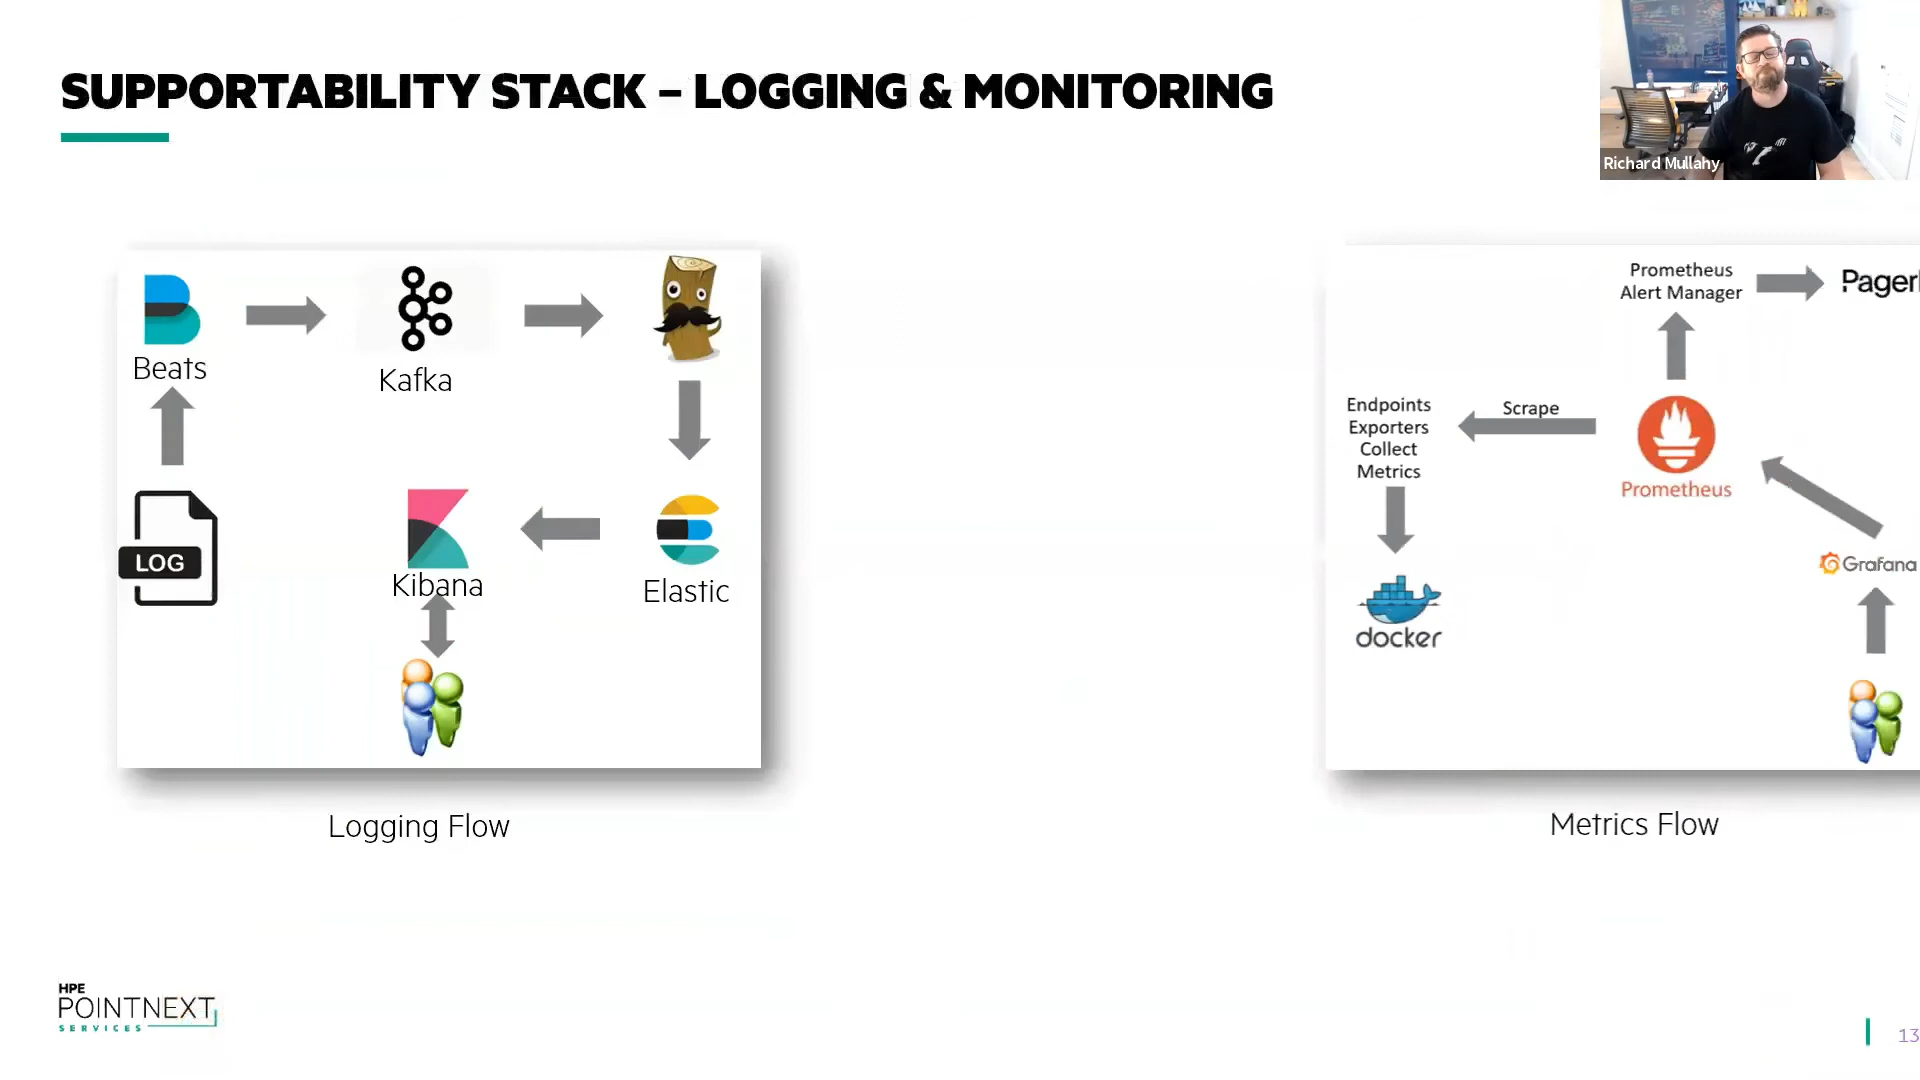 SUPPORTABILITY STACK – LOGGING & MONITORING
Richard Mullahy
Beats
Kafka
LOG
Kibana
Elastic
Logging Flow
Prometheus
Alert Manager
Endpoints
Exporters
Collect
Metrics
Scrape
Prometheus
Grafana
docker
Metrics Flow
HPE
POINTNEXT
SERVICES
13